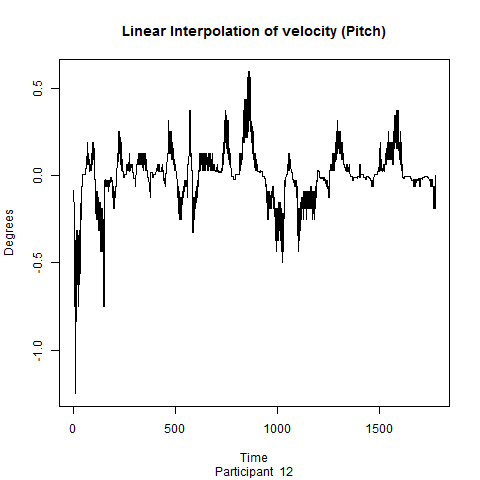 Linear Interpolation of velocity (Pitch)
Degrees
0.5
0.0
-0.5
-1.0
0 500 1000 1500
Time
Participant 12